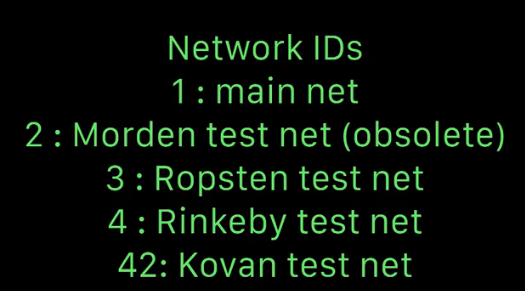 Network IDs
1 : main net
2 : Morden test net (obsolete)
3 : Ropsten test net
4 : Rinkeby test net
42: Kovan test net